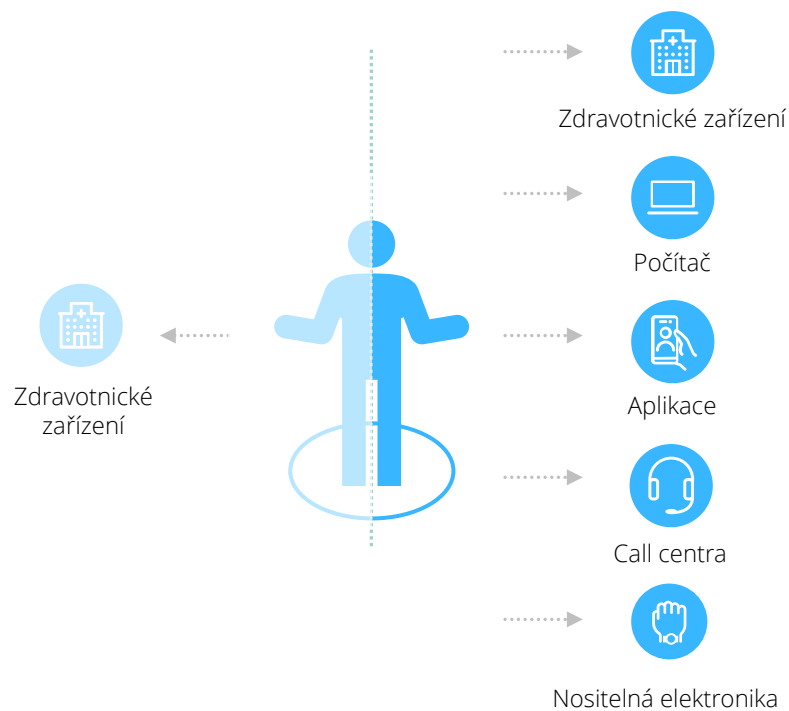 Zdravotnické
zařízení
Zdravotnické zařízení
Počítač
Aplikace
Call centra
Nositelná elektronika